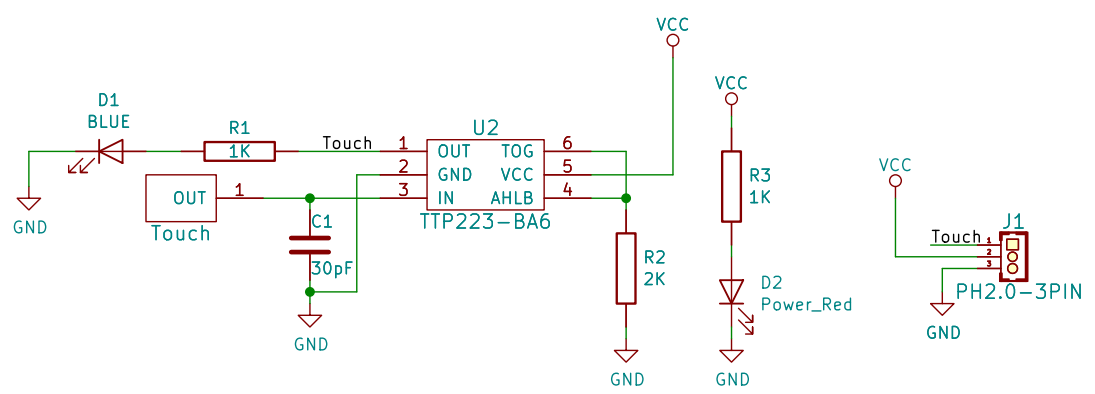 VCC
D1
BLUE
R1
1K
Touch
U2
1
2
3
OUT
GND
IN
TOG
VCC
AHLB
6
5
4
TTP223-BA6
OUT
1
Touch
GND
C1
30pF
GND
R2
2K
GND
VCC
R3
1K
D2
Power_Red
GND
VCC
Touch
1
2
3
J1
PH2.0-3PIN
GND